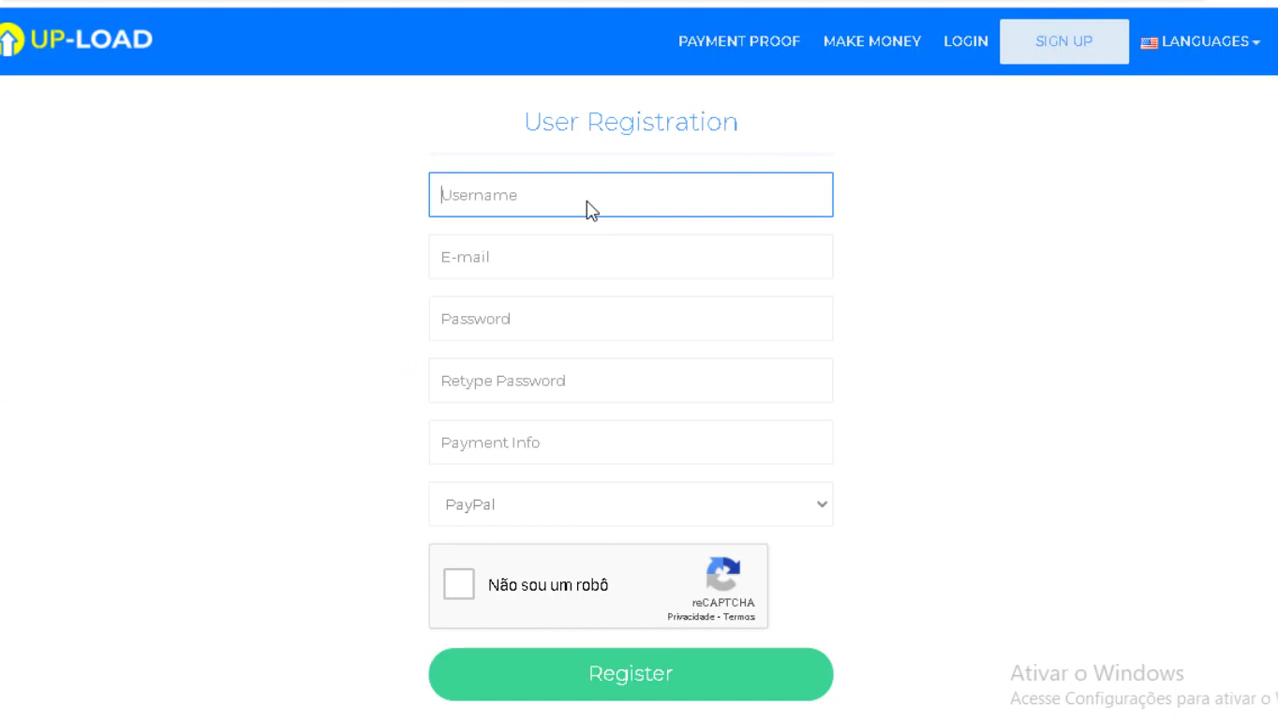 UP-LOAD
PAYMENT PROOF MAKE MONEY LOGIN SIGN UP LANGUAGES
User Registration
Username
E-mail
Password
Retype Password
Payment Info
PayPal
Não sou um robô
reCAPTCHA
Privacidade - Termos
Register
Ativar o Windows
Acesse Configurações para ativar o